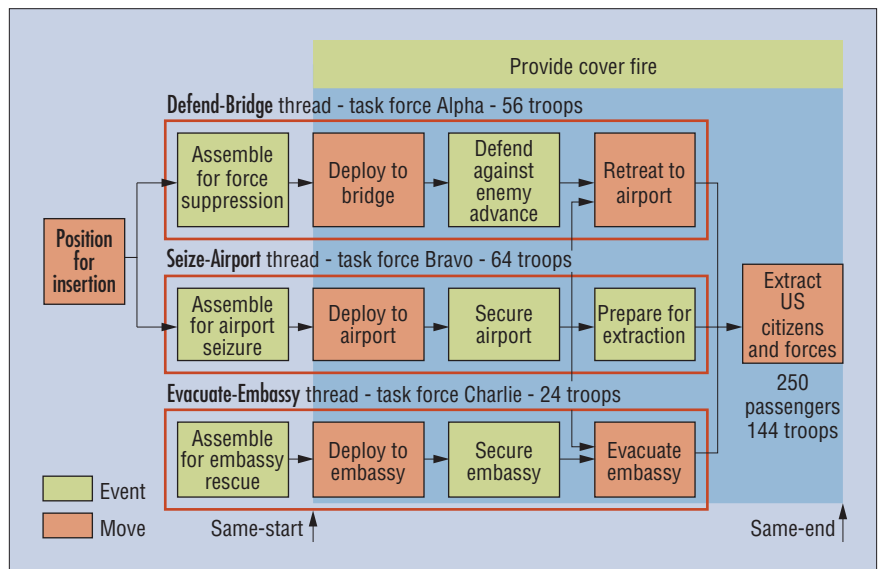 Provide cover fire
Defend-Bridge thread - task force Alpha - 56 troops
Assemble
for force
suppression
Deploy to
bridge
Defend
against
enemy
advance
Retreat to
airport
Position
for
insertion
Seize-Airport thread - task force Bravo - 64 troops
Assemble
for airport
seizure
Deploy to
airport
Secure
airport
Prepare for
extraction
Extract
US
citizens
and forces
250
passengers
144 troops
Evacuate-Embassy thread - task force Charlie - 24 troops
Assemble
for embassy
rescue
Deploy to
embassy
Secure
embassy
Evacuate
embassy
Event
Move
Same-start
Same-end